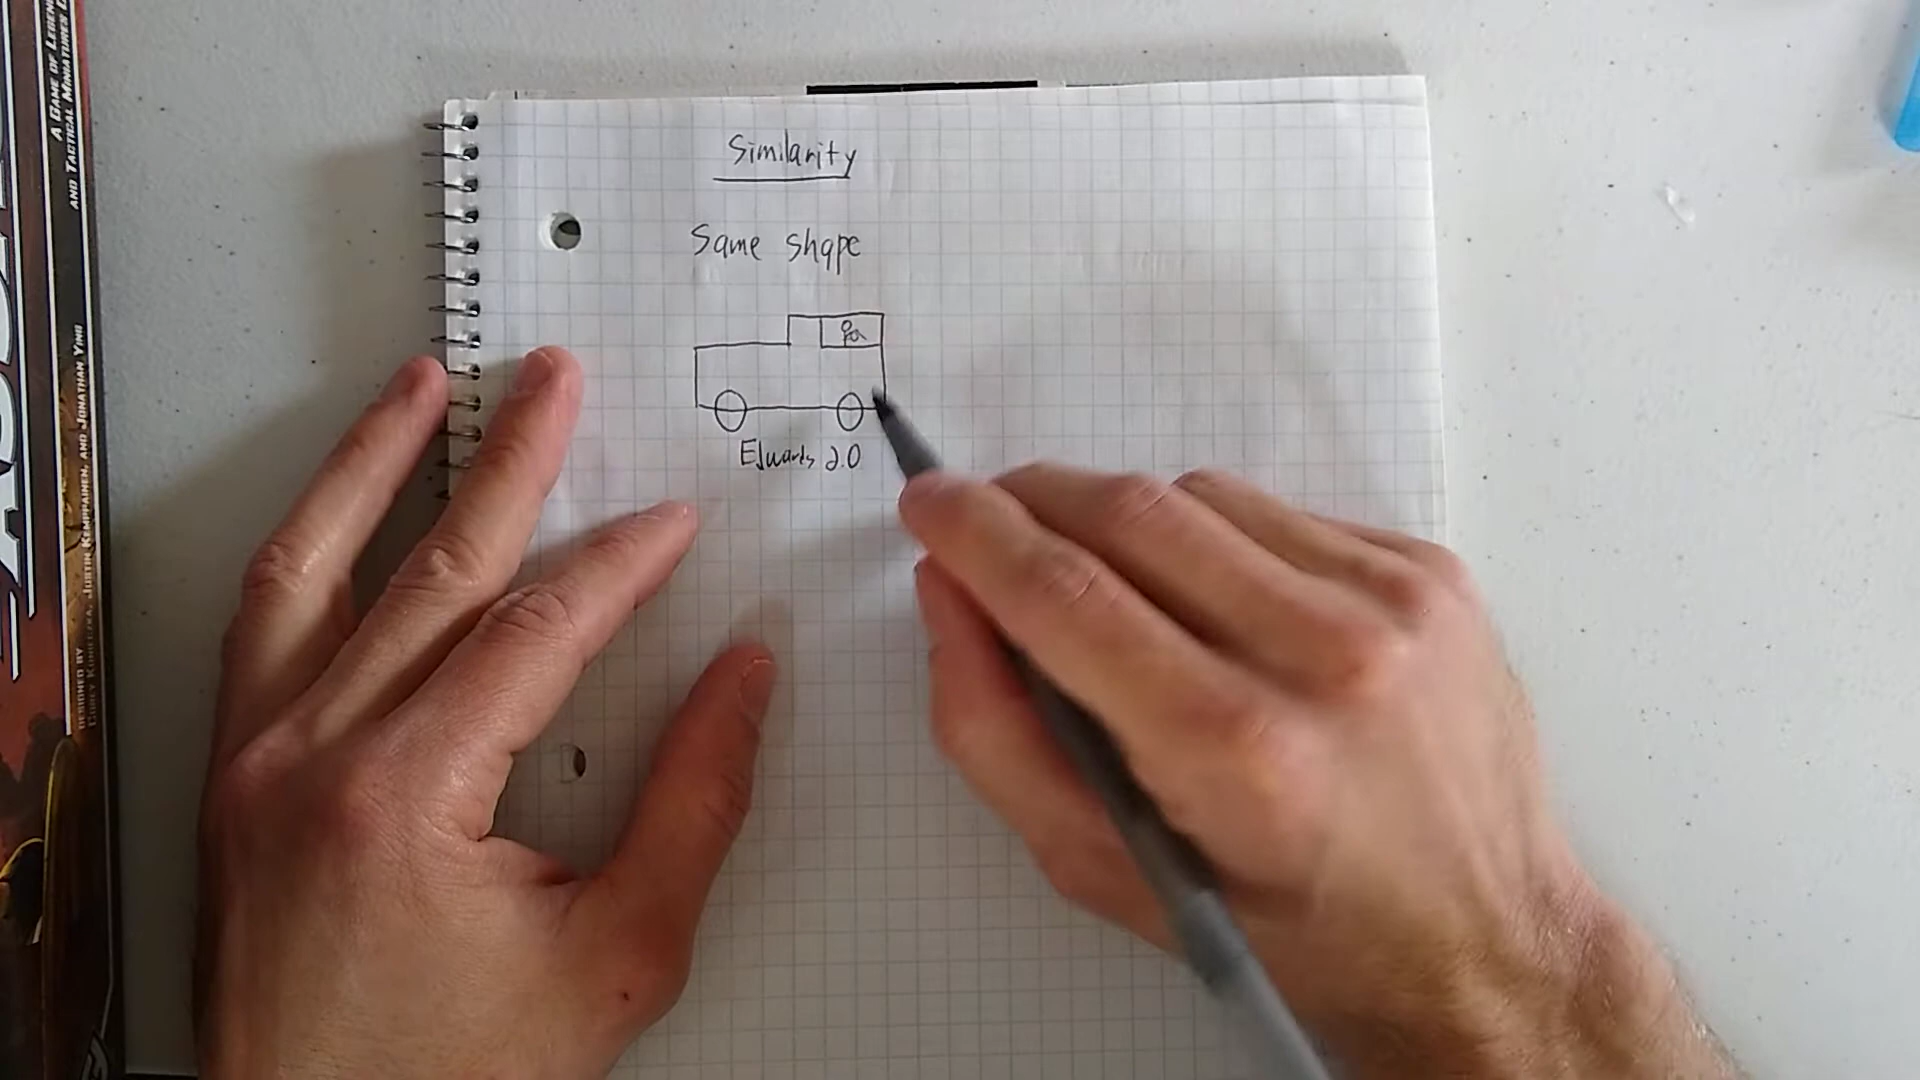 Similarity
Same shape
Edwards 2.0
A GAME OF LEGEN
AND TACTICAL MINIATURES
DESIGNED BY
COREY KONIECZKA, JUSTIN KEMPPAINEN, AND JONATHAN YING